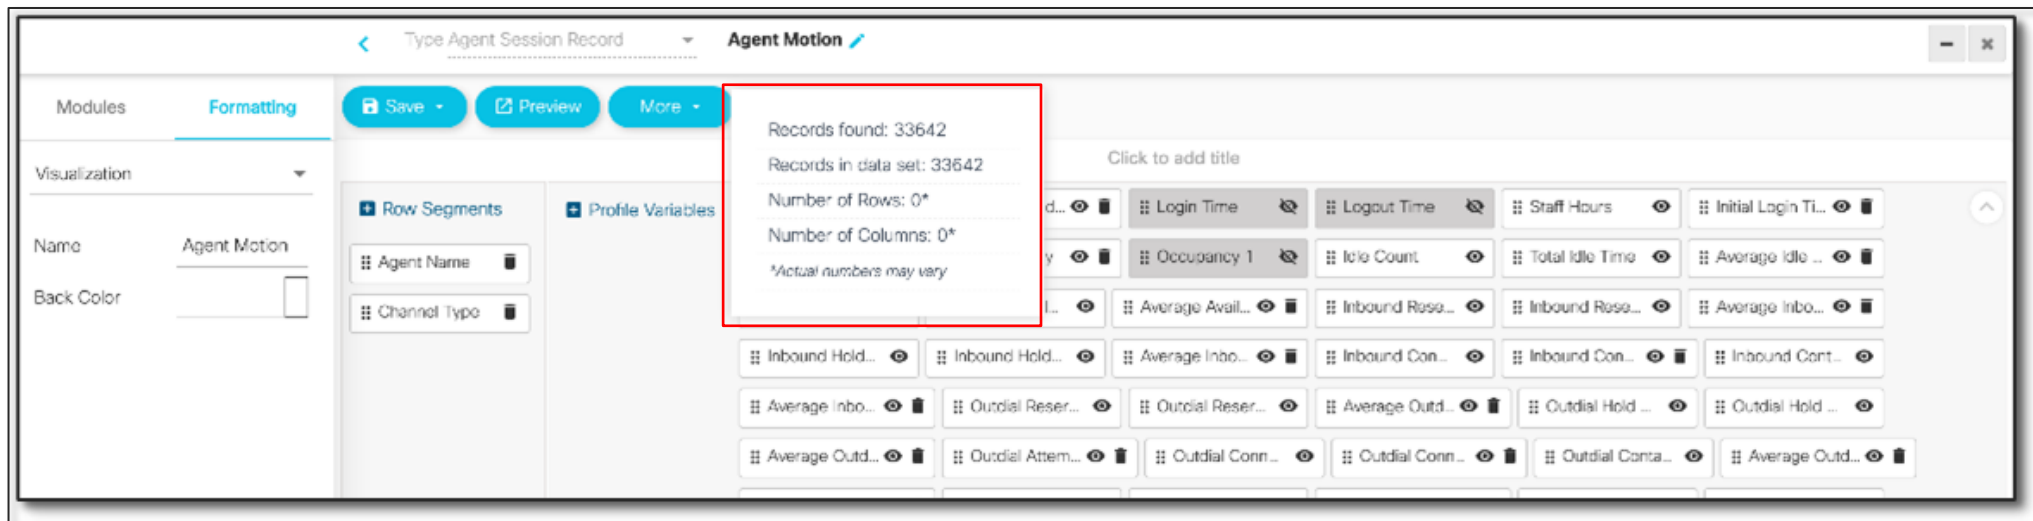 Type Agent Session Record
Agent Motion
Modules
Formatting
Save
Preview
More
Records found: 33642
Records in data set: 33642
Number of Rows: 0*
Number of Columns: 0*
*Actual numbers may vary
Click to add title
Visualization
Name Agent Motion
Back Color
Row Segments
Agent Name
Channel Type
Profile Variables
d... Login Time Logout Time Staff Hours Initial Login Ti...
y Occupancy 1 Idle Count Total Idle Time Average Idle ...
l... Average Avail... Inbound Rese... Inbound Rese... Average Inbo...
Inbound Hold... Inbound Hold... Average Inbo... Inbound Con... Inbound Con... Inbound Cont...
Average Inbo... Outdial Reser... Outdial Reser... Average Outd... Outdial Hold ... Outdial Hold ...
Average Outd... Outdial Attem... Outdial Conn... Outdial Conn... Outdial Conta... Average Outd...